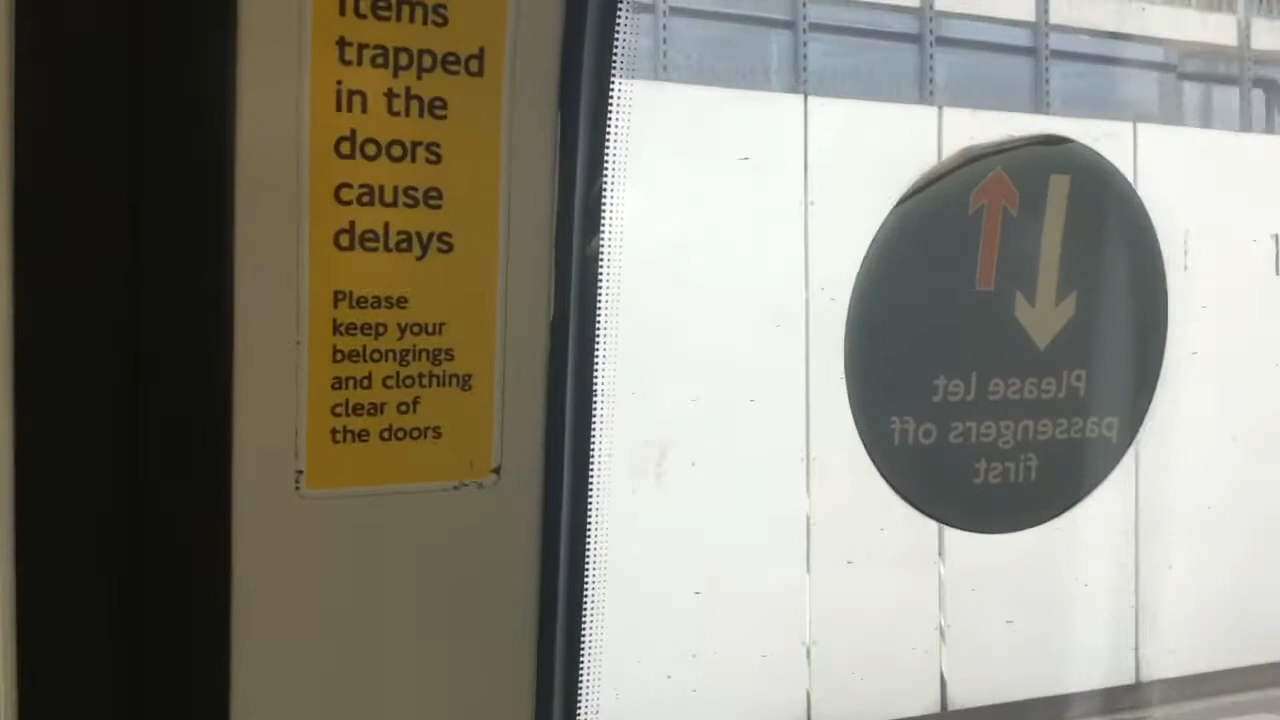 Items
trapped
in the
doors
cause
delays
Please
keep your
belongings
and clothing
clear of
the doors
Please let
passengers off
first